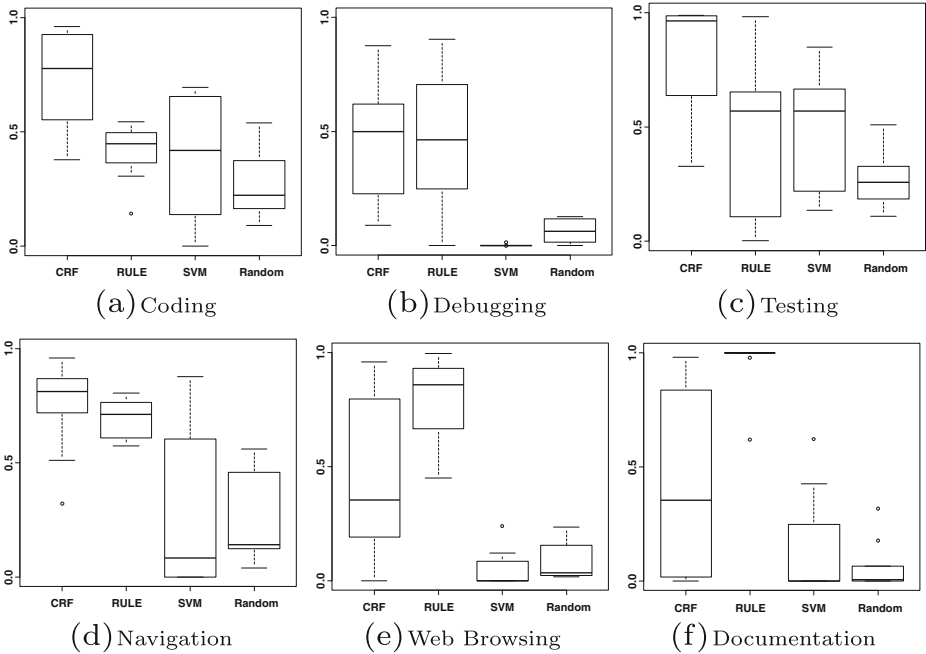 1.0
0.5
0.0
CRF RULE SVM Random
(a) Coding
1.0
0.5
0.0
CRF RULE SVM Random
(b) Debugging
1.0
0.5
0.0
CRF RULE SVM Random
(c) Testing
1.0
0.5
0.0
CRF RULE SVM Random
(d) Navigation
1.0
0.5
0.0
CRF RULE SVM Random
(e) Web Browsing
1.0
0.5
0.0
CRF RULE SVM Random
(f) Documentation